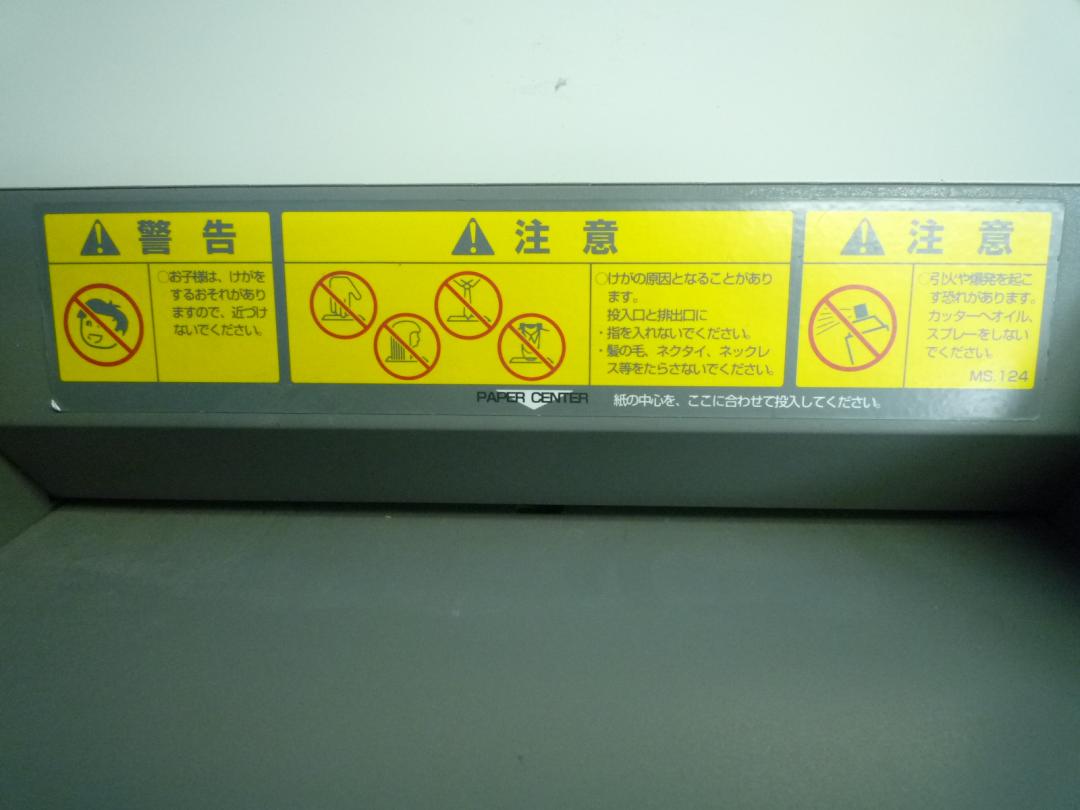 警告
○お子様は、けがを
するおそれがあり
ますので、近づけ
ないでください。
注意
○けがの原因となることがあり
ます。
投入口と排出口に
・指を入れないでください。
・髪の毛、ネクタイ、ネックレ
ス等をたらさないでください。
注意
○引火や爆発を起こ
す恐れがあります。
カッターへオイル、
スプレーをしない
でください。
MS.124
PAPER CENTER
紙の中心を、ここに合わせて投入してください。